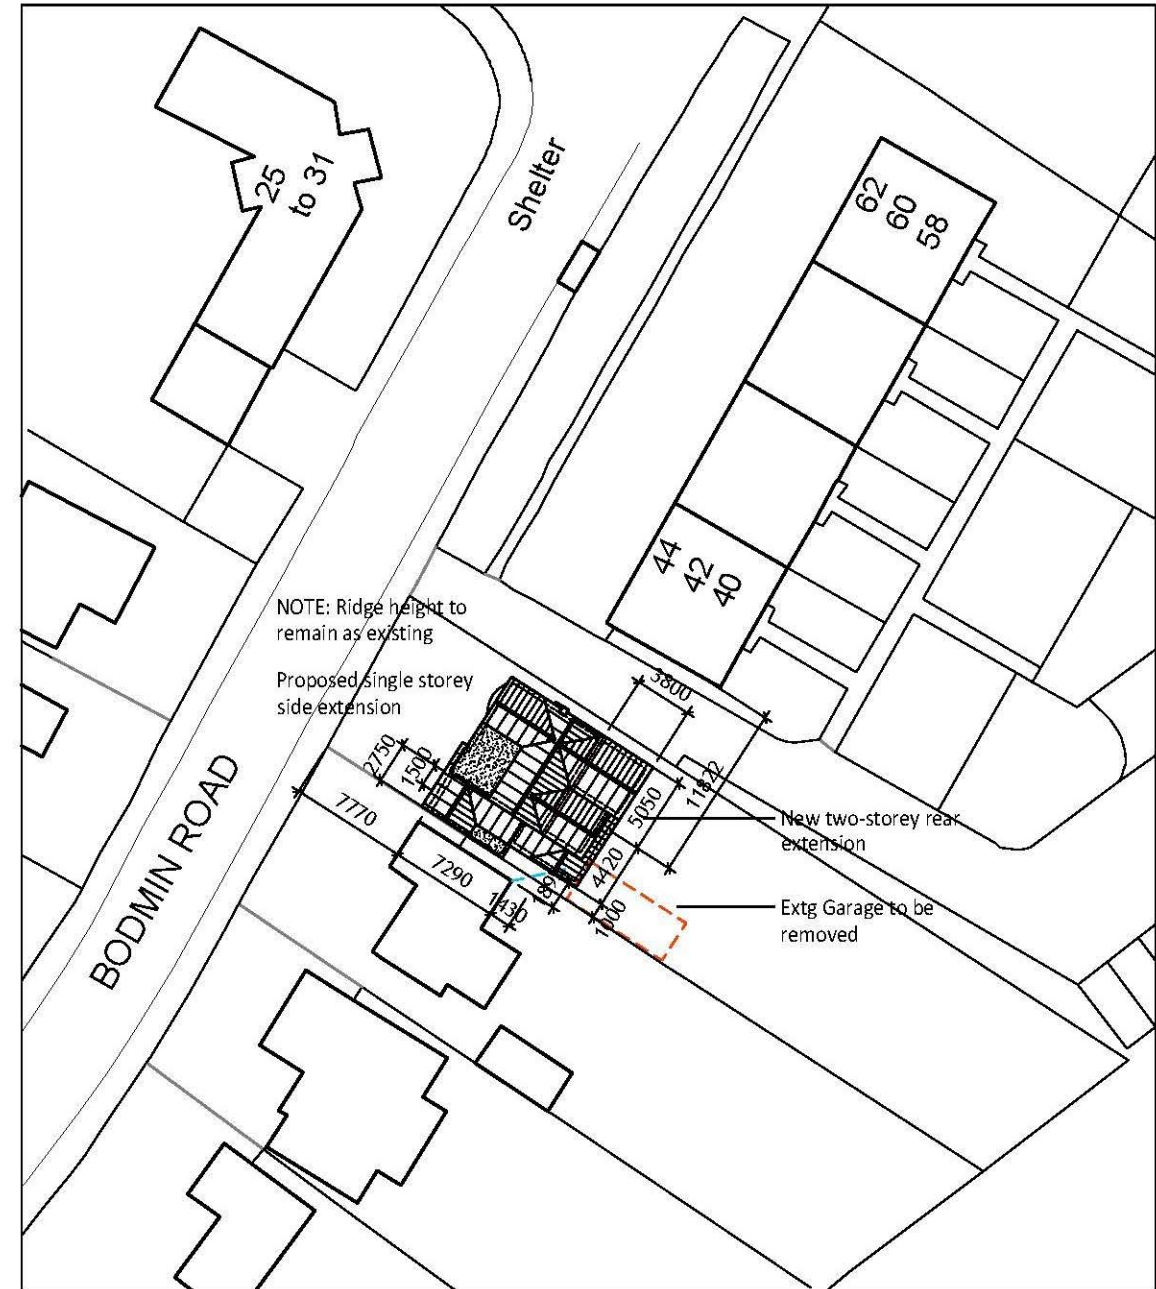 25
to 31
Shelter
62
60
58
44
42
40
NOTE: Ridge height to
remain as existing
Proposed single storey
side extension
3800
2750
1500
11822
7770
5050
New two-storey rear
extension
BODMIN ROAD
7290
4420
1430
1000
Extg Garage to be
removed